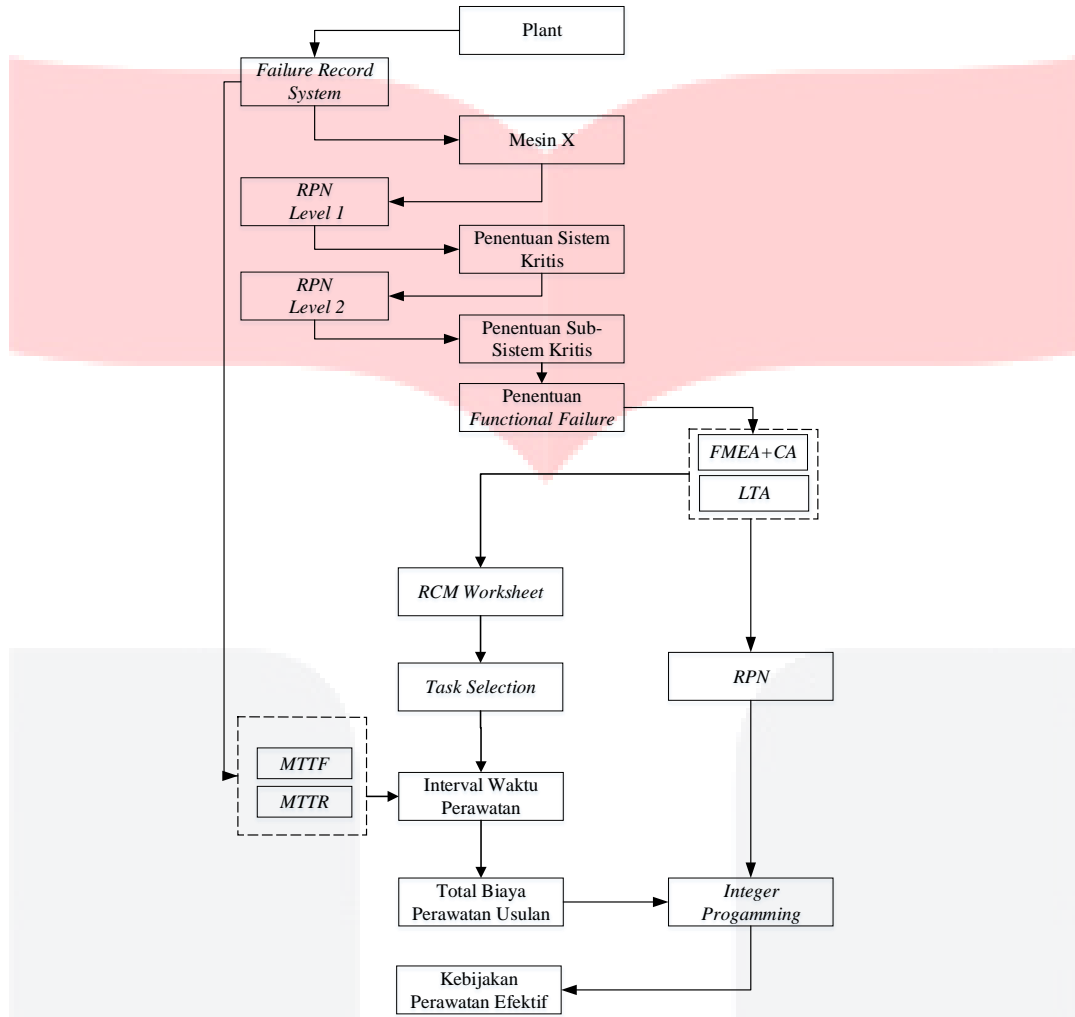 Plant
Failure Record
System
Mesin X
RPN
Level 1
Penentuan Sistem
Kritis
RPN
Level 2
Penentuan Sub-
Sistem Kritis
Penentuan
Functional Failure
FMEA+CA
LTA
RCM Worksheet
RPN
Task Selection
MTTF
MTTR
Interval Waktu
Perawatan
Total Biaya
Perawatan Usulan
Integer
Progamming
Kebijakan
Perawatan Efektif